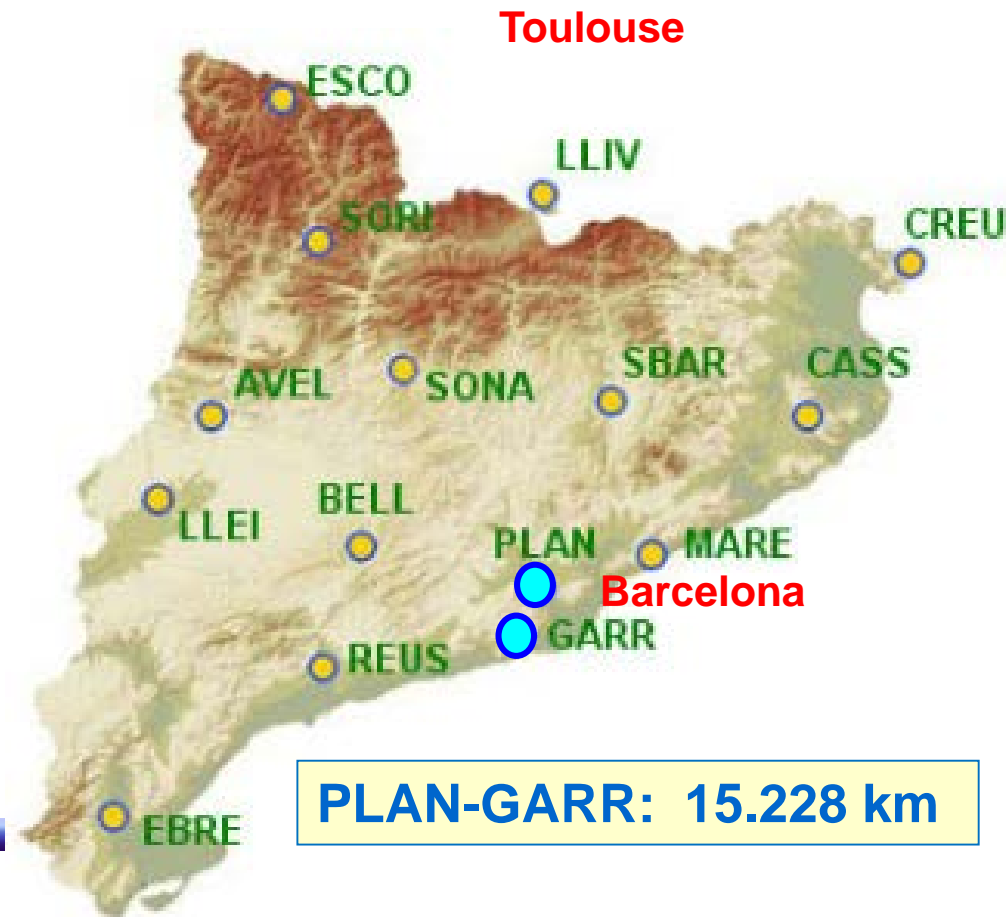 Toulouse
ESCO
LLIV
SORI
CREU
AVEL
SONA
SBAR
CASS
LLEI
BELL
PLAN
MARE
Barcelona
GARR
REUS
PLAN-GARR: 15.228 km
EBRE